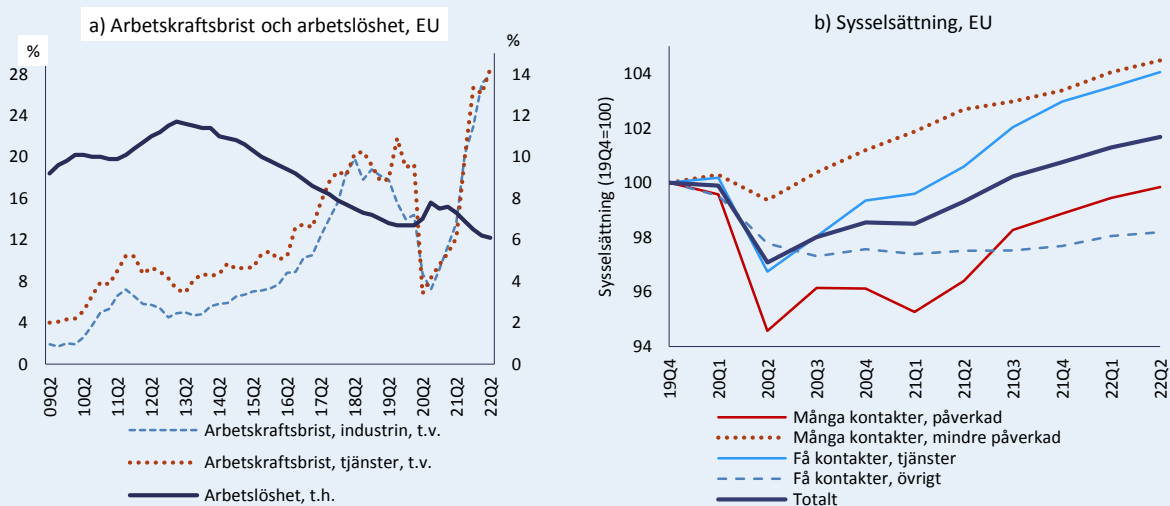 a) Arbetskraftsbrist och arbetslöshet, EU
%
%
28
24
20
16
12
8
4
0
14
12
10
8
6
4
2
0
09Q2
10Q2
11Q2
12Q2
13Q2
14Q2
15Q2
16Q2
17Q2
18Q2
19Q2
20Q2
21Q2
22Q2
Arbetskraftsbrist, industrin, t.v.
Arbetskraftsbrist, tjänster, t.v.
Arbetslöshet, t.h.
b) Sysselsättning, EU
Sysselsättning (19Q4=100)
104
102
100
98
96
94
19Q4
20Q1
20Q2
20Q3
20Q4
21Q1
21Q2
21Q3
21Q4
22Q1
22Q2
Många kontakter, påverkad
Många kontakter, mindre påverkad
Få kontakter, tjänster
Få kontakter, övrigt
Totalt